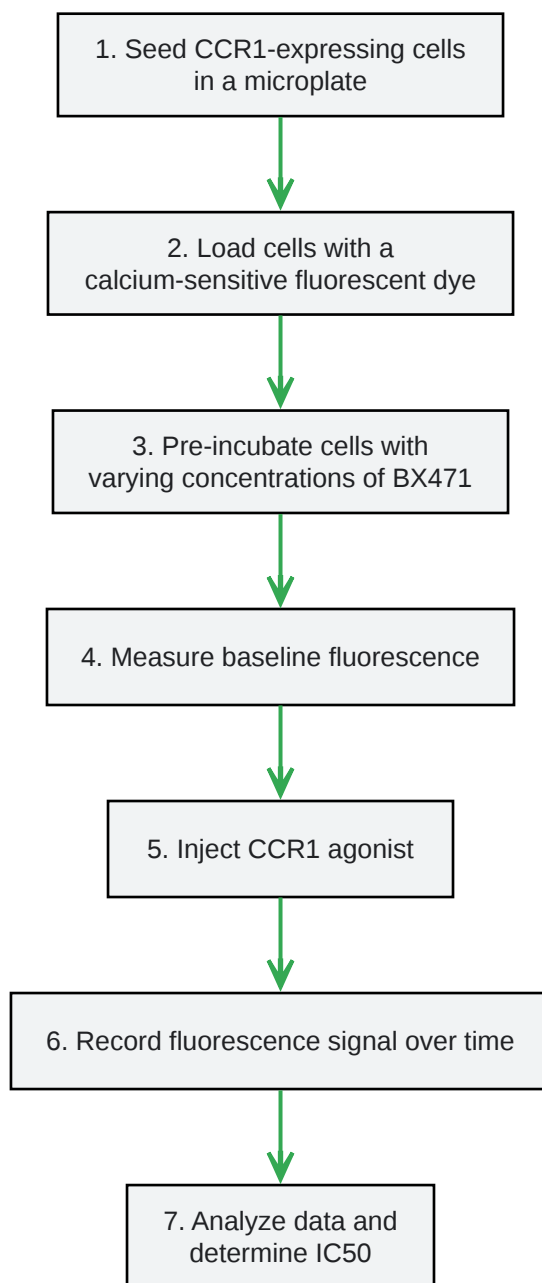 1. Seed CCR1-expressing cells
in a microplate
2. Load cells with a
calcium-sensitive fluorescent dye
3. Pre-incubate cells with
varying concentrations of BX471
4. Measure baseline fluorescence
5. Inject CCR1 agonist
6. Record fluorescence signal over time
7. Analyze data and
determine IC50